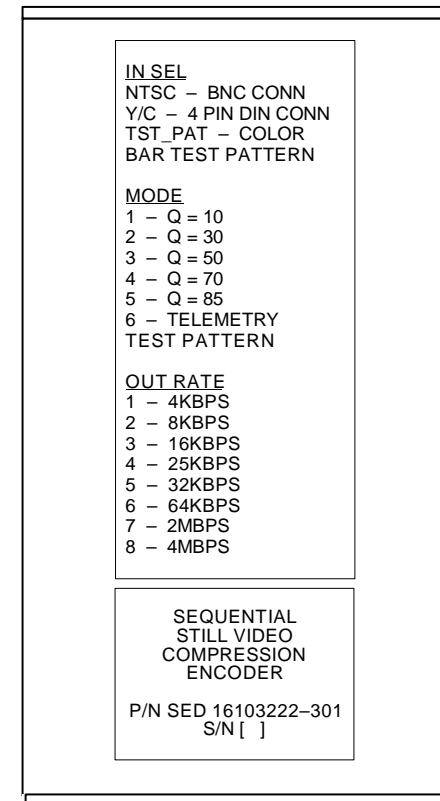 IN SEL
NTSC – BNC CONN
Y/C – 4 PIN DIN CONN
TST_PAT – COLOR
BAR TEST PATTERN
MODE
1 – Q = 10
2 – Q = 30
3 – Q = 50
4 – Q = 70
5 – Q = 85
6 – TELEMETRY
TEST PATTERN
OUT RATE
1 – 4KBPS
2 – 8KBPS
3 – 16KBPS
4 – 25KBPS
5 – 32KBPS
6 – 64KBPS
7 – 2MBPS
8 – 4MBPS
SEQUENTIAL
STILL VIDEO
COMPRESSION
ENCODER
P/N SED 16103222–301
S/N [ ]